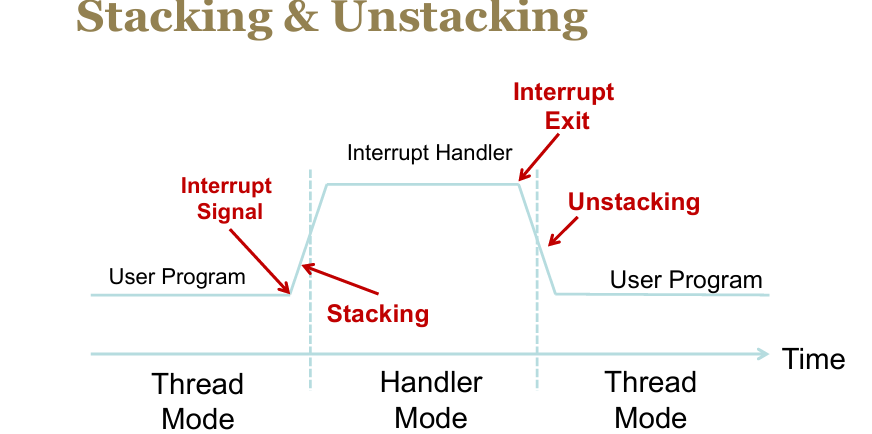 Stacking & Unstacking
Interrupt
Exit
Interrupt Handler
Interrupt
Signal
Unstacking
User Program
User Program
Stacking
Time
Thread
Mode
Handler
Mode
Thread
Mode